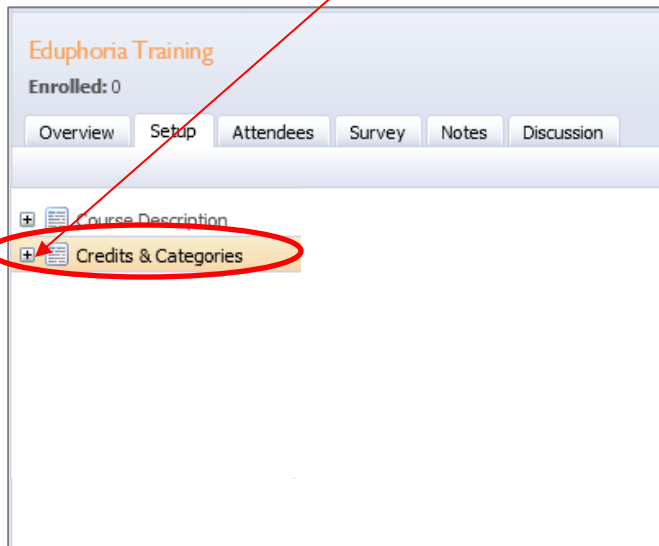 Eduphoria Training
Enrolled: 0
Overview Setup Attendees Survey Notes Discussion
Course Description
Credits & Categories